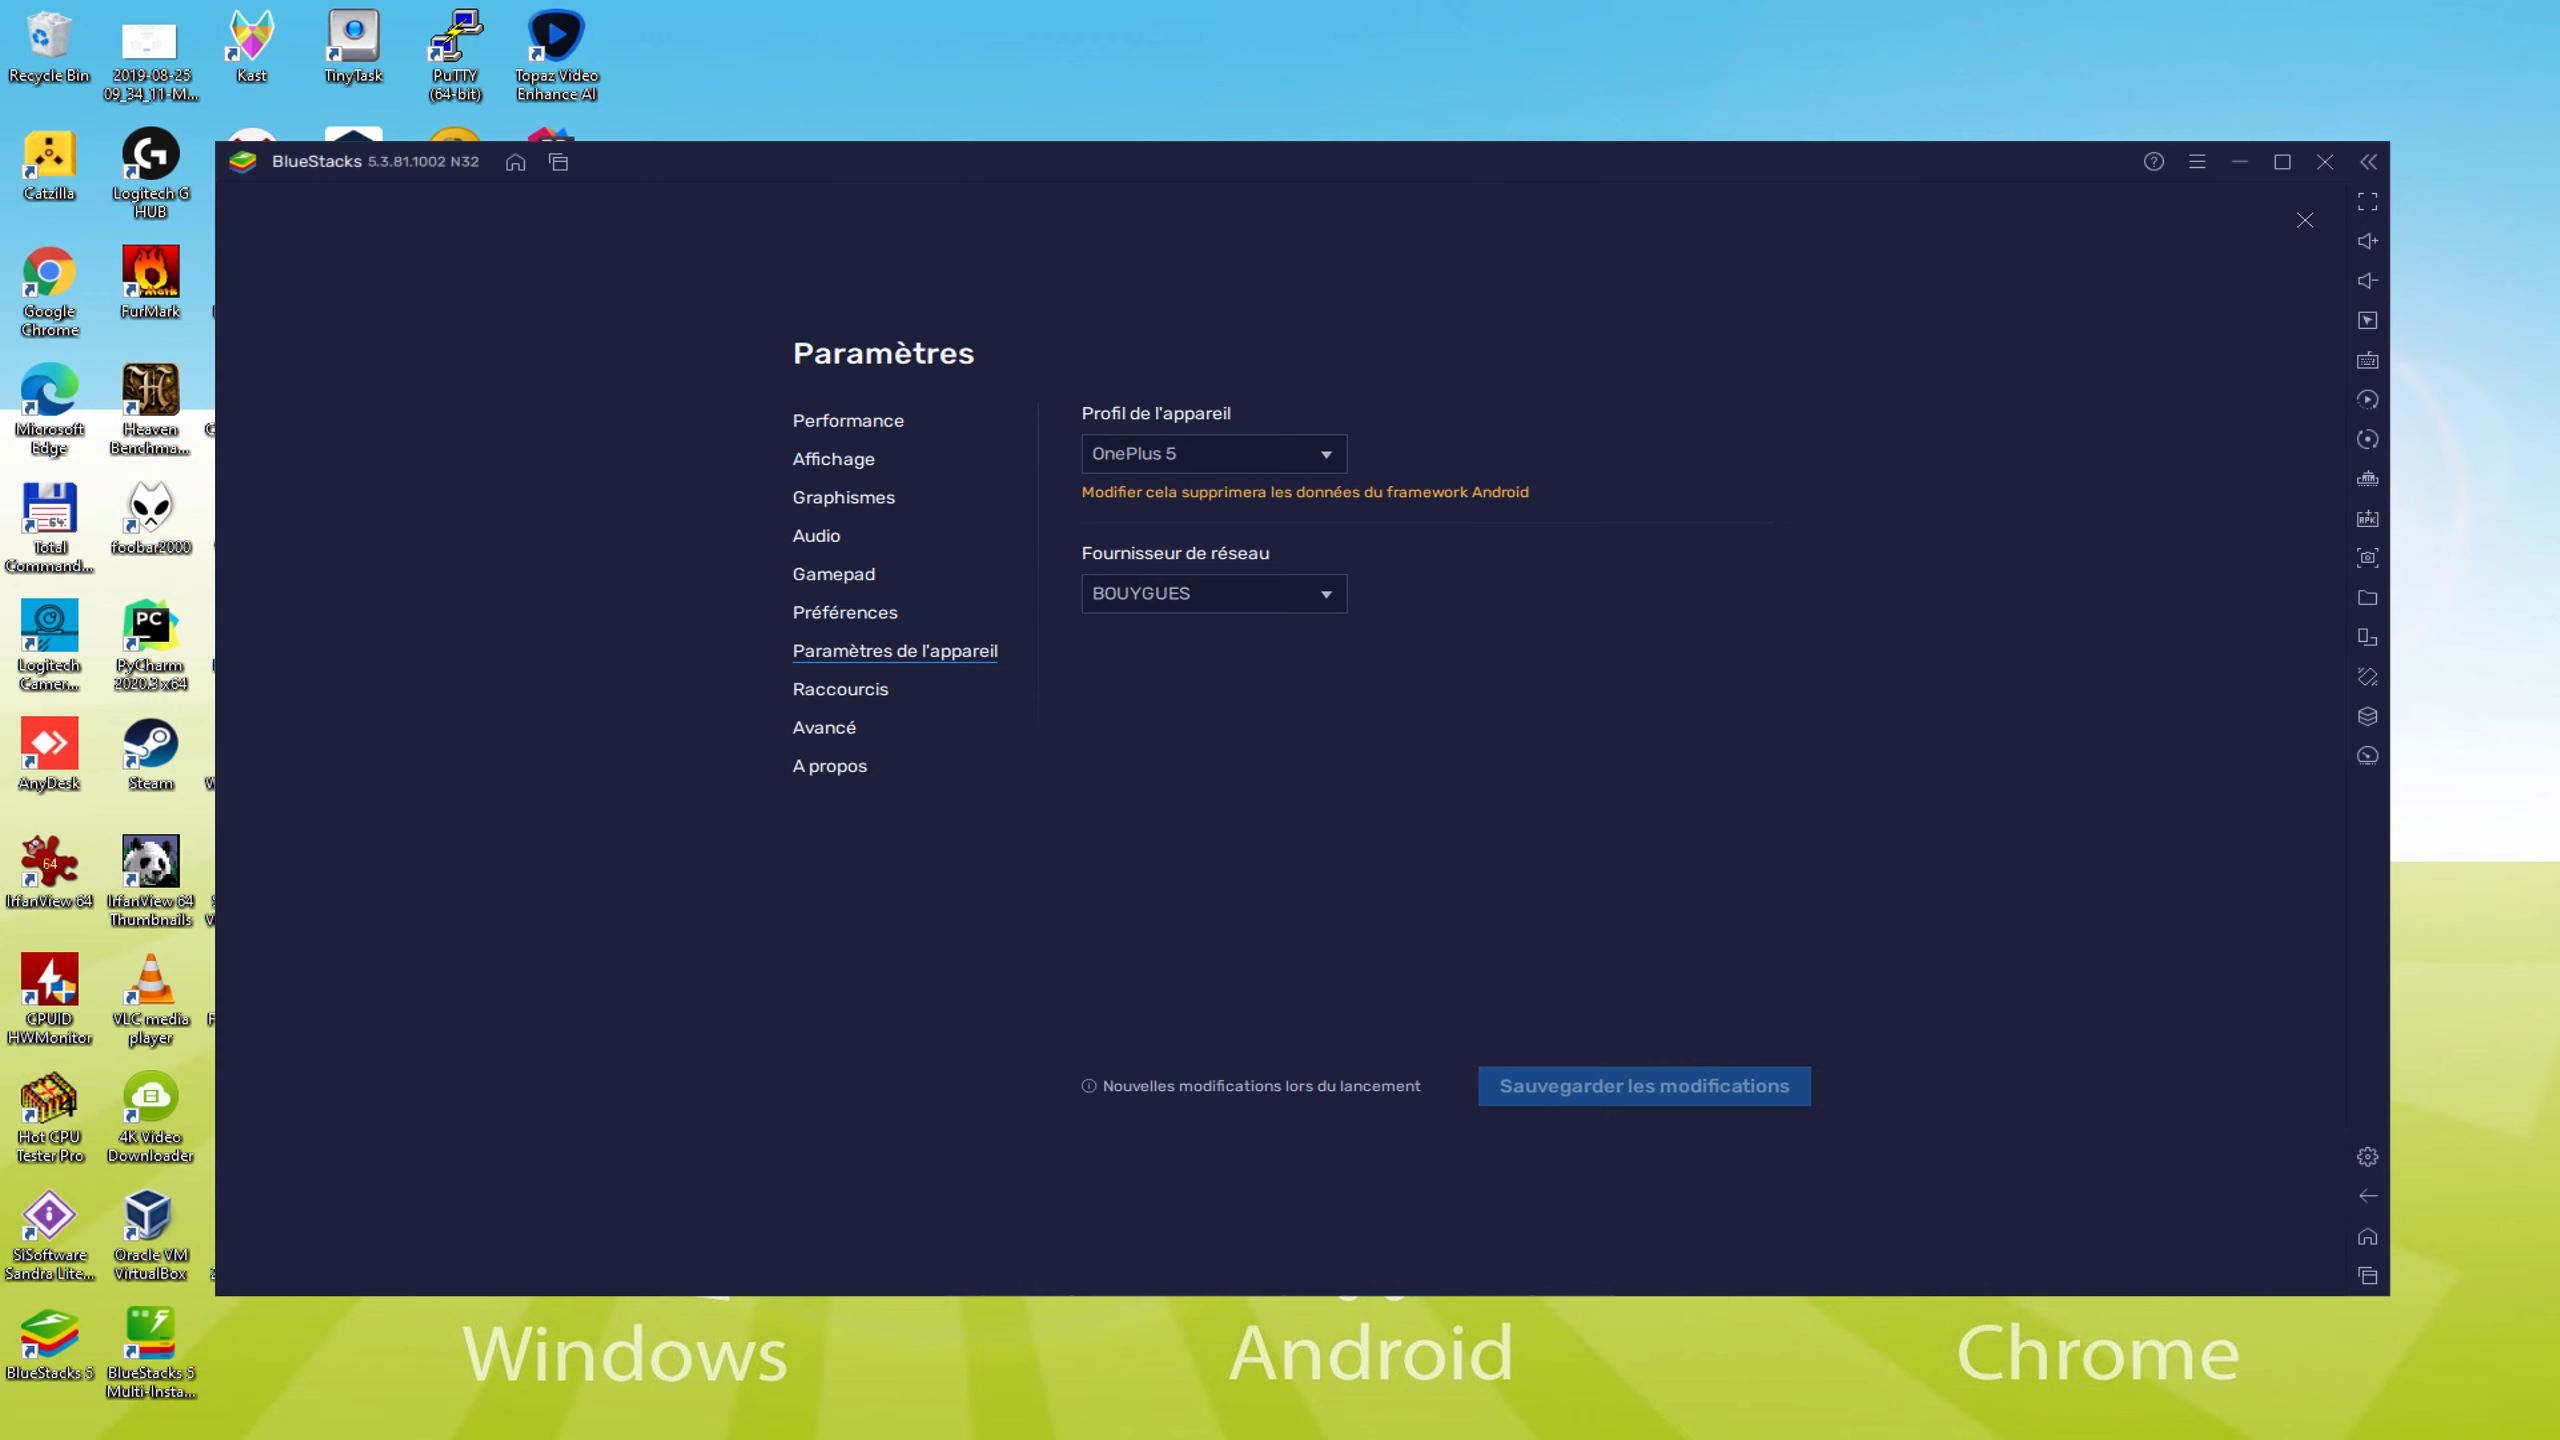 Recycle Bin
2019-08-25
09_34_11-M...
Kast
TinyTask
PuTTY
(64-bit)
Topaz Video
Enhance AI
Catzilla
Logitech G
HUB
Google
Chrome
FurMark
Microsoft
Edge
Heaven
Benchma...
Total
Command...
foobar2000
Logitech
Camer...
PyCharm
2020.3 x64
AnyDesk
Steam
IrfanView 64
IrfanView 64
Thumbnails
CPUID
HWMonitor
VLC media
player
Hot CPU
Tester Pro
4K Video
Downloader
SiSoftware
Sandra Lite...
Oracle VM
VirtualBox
BlueStacks 5
BlueStacks 5
Multi-Insta...
BlueStacks 5.3.81.1002 N32
Paramètres
Performance
Affichage
Graphismes
Audio
Gamepad
Préférences
Paramètres de l'appareil
Raccourcis
Avancé
A propos
Profil de l'appareil
OnePlus 5
Modifier cela supprimera les données du framework Android
Fournisseur de réseau
BOUYGUES
Nouvelles modifications lors du lancement
Sauvegarder les modifications
Windows
Android
Chrome